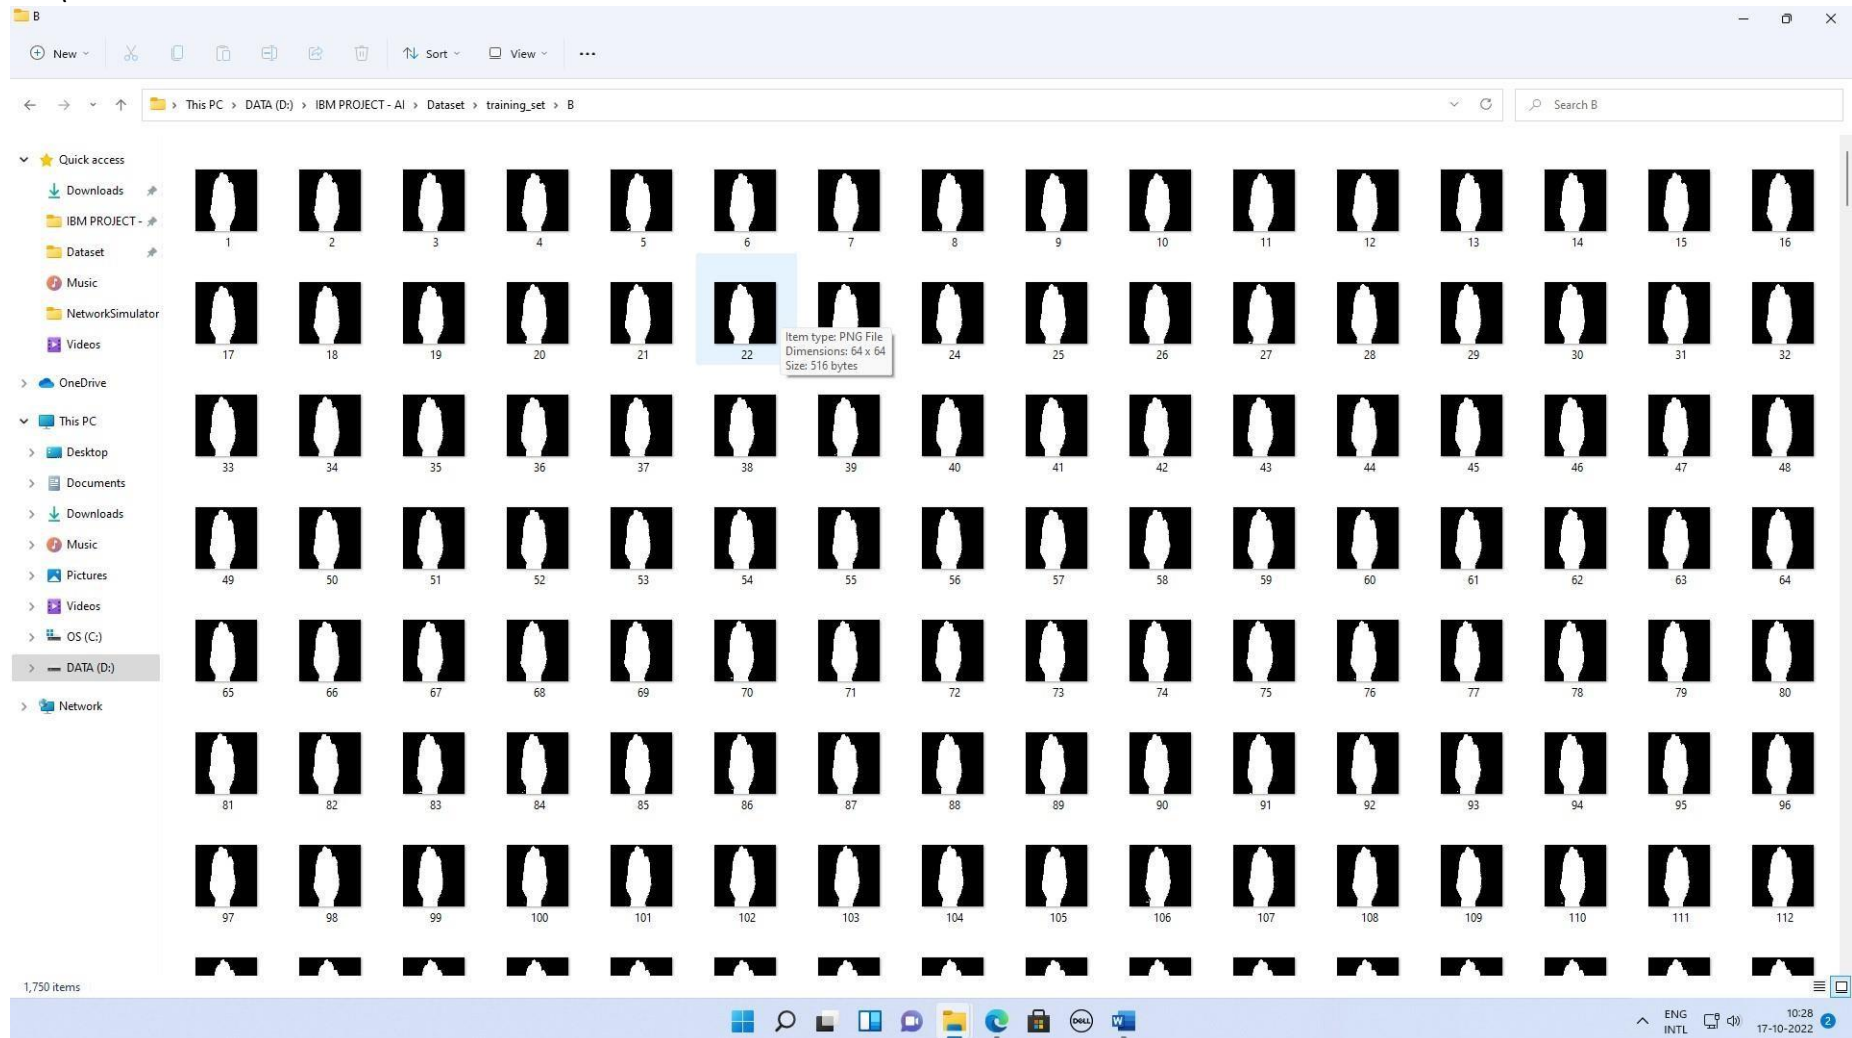 B
New
Sort
View
This PC > DATA (D:) > IBM PROJECT - AI > Dataset > training_set > B
Search B
Quick access
Downloads
IBM PROJECT -
Dataset
Music
NetworkSimulator
Videos
OneDrive
This PC
Desktop
Documents
Downloads
Music
Pictures
Videos
OS (C:)
DATA (D:)
Network
1 2 3 4 5 6 7 8 9 10 11 12 13 14 15 16
17 18 19 20 21 22 24 25 26 27 28 29 30 31 32
Item type: PNG File
Dimensions: 64 x 64
Size: 516 bytes
33 34 35 36 37 38 39 40 41 42 43 44 45 46 47 48
49 50 51 52 53 54 55 56 57 58 59 60 61 62 63 64
65 66 67 68 69 70 71 72 73 74 75 76 77 78 79 80
81 82 83 84 85 86 87 88 89 90 91 92 93 94 95 96
97 98 99 100 101 102 103 104 105 106 107 108 109 110 111 112
1,750 items
DELL
W
ENG
INTL
10:28
17-10-2022
2